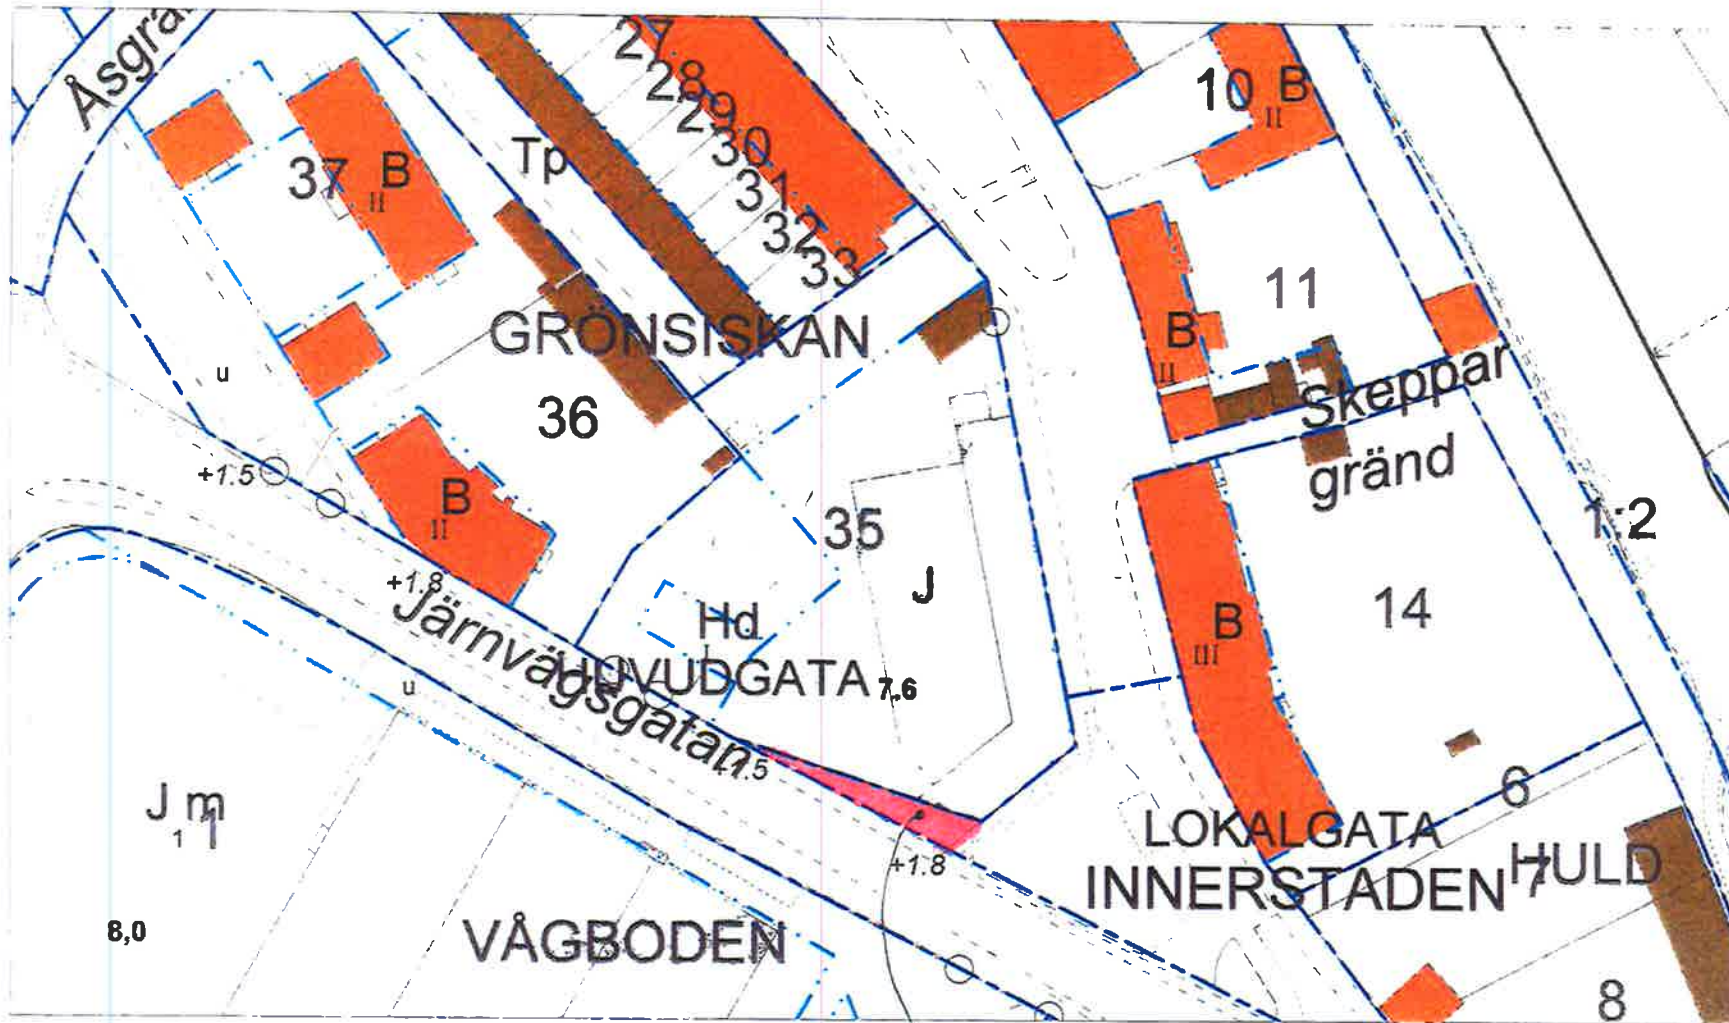 Åsgrä
27
28
29
30
31
32
33
10 B
II
Tp
37 B
II
11
GRÖNSISKAN
B
II
u
36
Skeppar
gränd
+1.5
B
II
35
1:2
+1.8
J
14
Järnvägsgatan
Hd
B
III
HUVUDGATA
7,6
u
+1.5
6
J m
1
1
LOKALGATA
+1.8
INNERSTADEN
7
HULD
8,0
VÅGBODEN
8